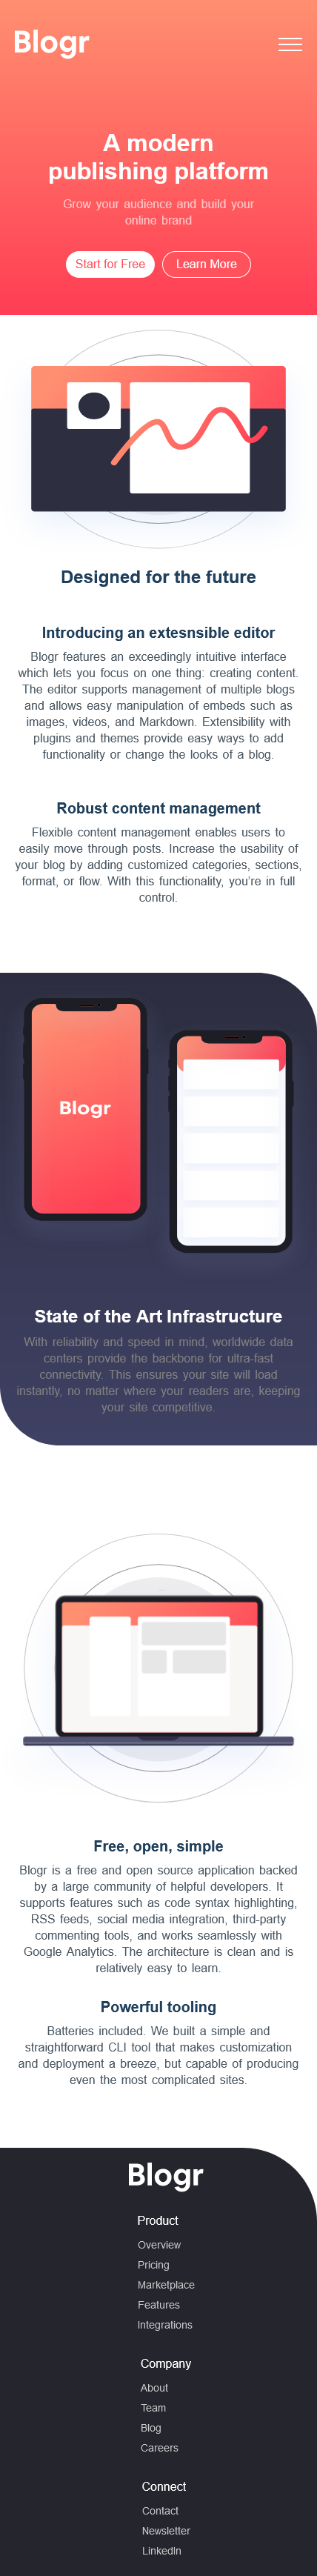 Blogr
A modern
publishing platform
Grow your audience and build your
online brand
Start for Free
Learn More
Designed for the future
Introducing an extesnsible editor
Blogr features an exceedingly intuitive interface
which lets you focus on one thing: creating content.
The editor supports management of multiple blogs
and allows easy manipulation of embeds such as
images, videos, and Markdown. Extensibility with
plugins and themes provide easy ways to add
functionality or change the looks of a blog.
Robust content management
Flexible content management enables users to
easily move through posts. Increase the usability of
your blog by adding customized categories, sections,
format, or flow. With this functionality, you're in full
control.
Blogr
State of the Art Infrastructure
With reliability and speed in mind, worldwide data
centers provide the backbone for ultra-fast
connectivity. This ensures your site will load
instantly, no matter where your readers are, keeping
your site competitive.
Free, open, simple
Blogr is a free and open source application backed
by a large community of helpful developers. It
supports features such as code syntax highlighting,
RSS feeds, social media integration, third-party
commenting tools, and works seamlessly with
Google Analytics. The architecture is clean and is
relatively easy to learn.
Powerful tooling
Batteries included. We built a simple and
straightforward CLI tool that makes customization
and deployment a breeze, but capable of producing
even the most complicated sites.
Blogr
Product
Overview
Pricing
Marketplace
Features
Integrations
Company
About
Team
Blog
Careers
Connect
Contact
Newsletter
LinkedIn